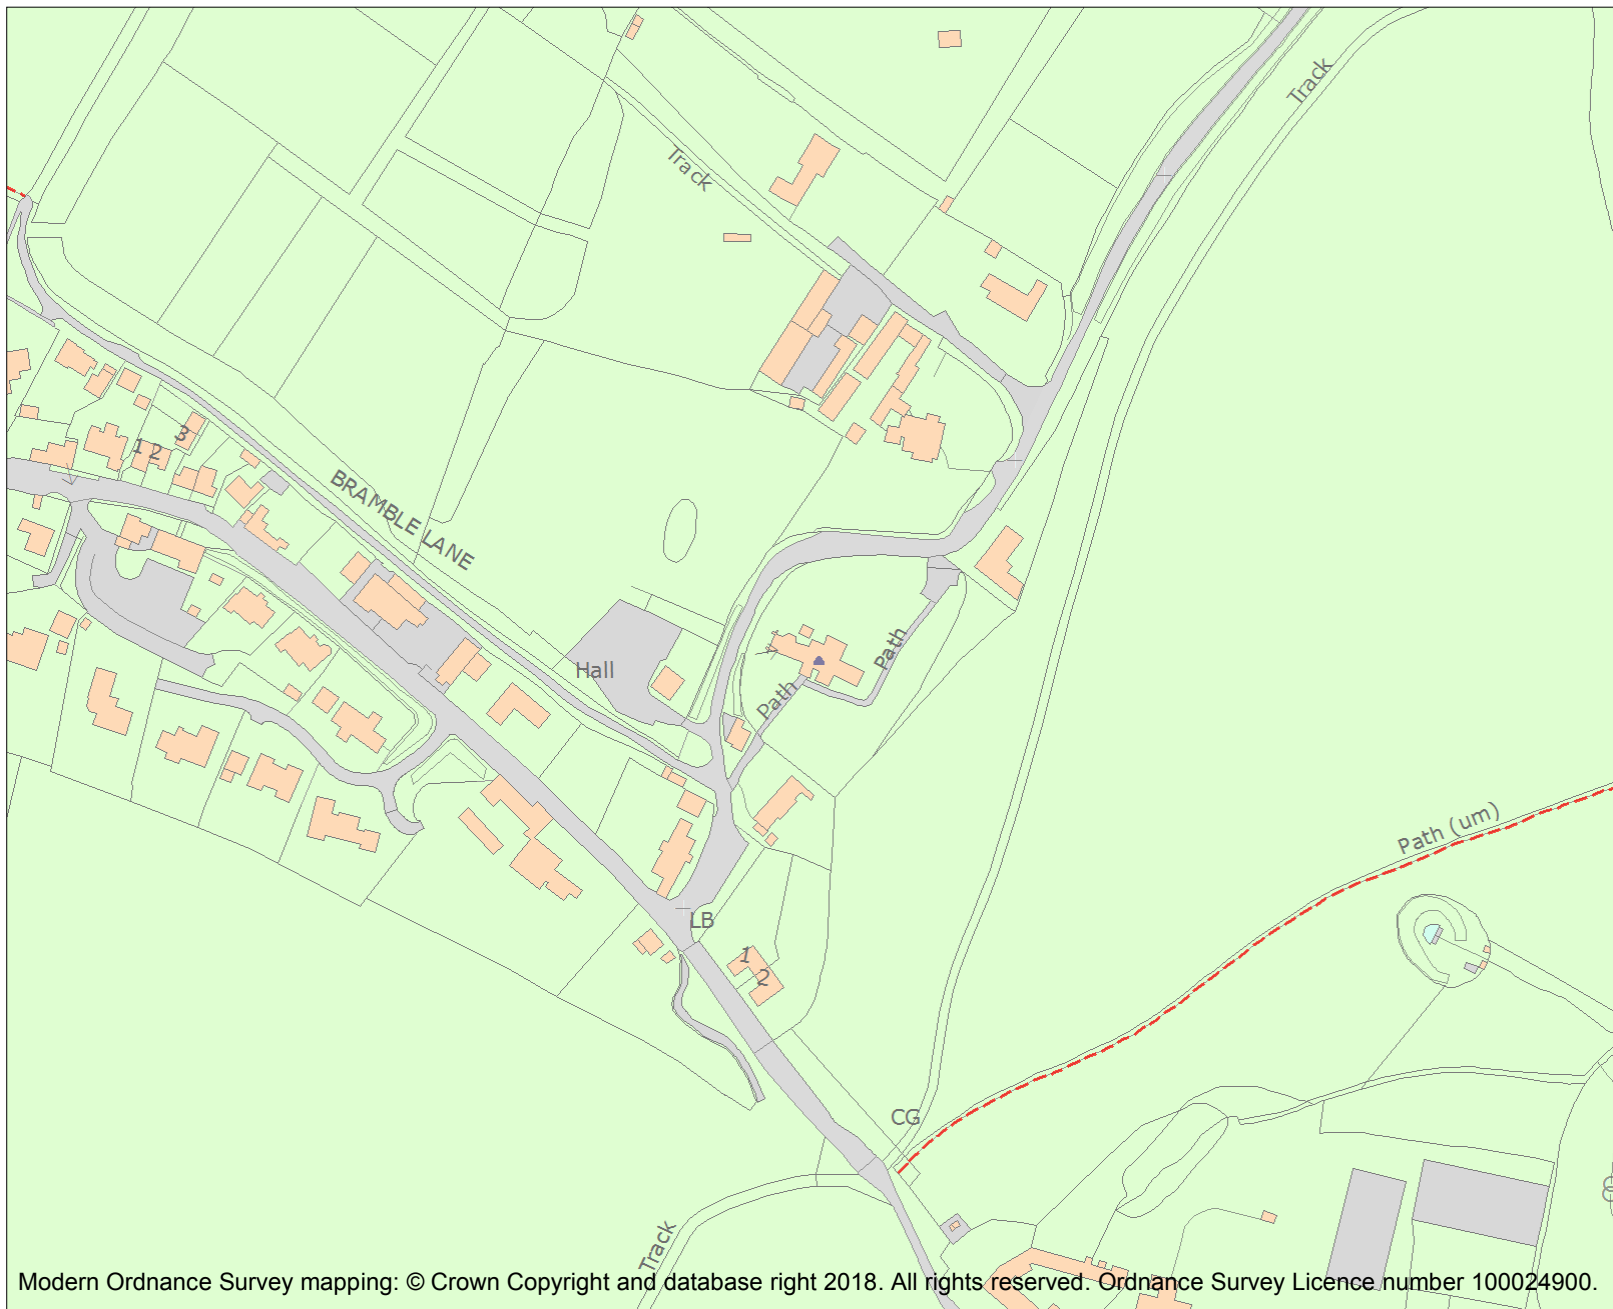 Track
Track
3
1 2
BRAMBLE LANE
Path
Hall
Path
Path (um)
LB
1
2
CG
Track
Modern Ordnance Survey mapping: © Crown Copyright and database right 2018. All rights reserved. Ordnance Survey Licence number 100024900.